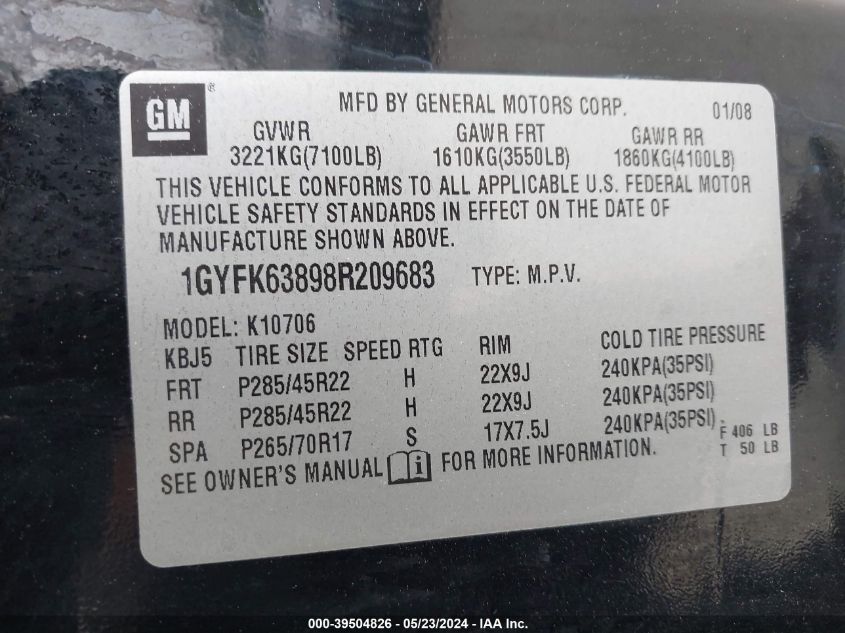 GM ® MFD BY GENERAL MOTORS CORP. 01/08
GVWR GAWR FRT GAWR RR
3221KG(7100LB) 1610KG(3550LB) 1860KG(4100LB)
THIS VEHICLE CONFORMS TO ALL APPLICABLE U.S. FEDERAL MOTOR
VEHICLE SAFETY STANDARDS IN EFFECT ON THE DATE OF
MANUFACTURE SHOWN ABOVE.
1GYFK63898R209683 TYPE: M.P.V.
MODEL: K10706
KBJ5 TIRE SIZE SPEED RTG RIM COLD TIRE PRESSURE
FRT P285/45R22 H 22X9J 240KPA(35PSI)
RR P285/45R22 H 22X9J 240KPA(35PSI)
SPA P265/70R17 S 17X7.5J 240KPA(35PSI) F 406 LB
SEE OWNER'S MANUAL i FOR MORE INFORMATION. T 50 LB
000-39504826 - 05/23/2024 - IAA Inc.